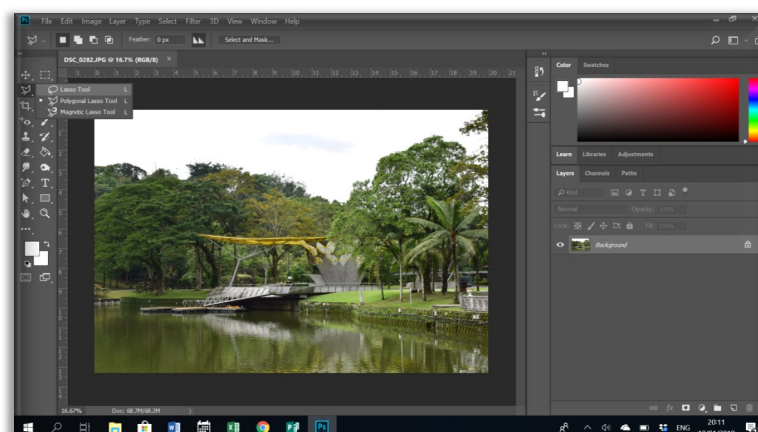 File Edit Image Layer Type Select Filter 3D View Window Help
Feather: 0 px Select and Mask...
DSC_0282.JPG @ 16.7% (RGB/8) ×
Color Swatches
Lasso Tool L
Polygonal Lasso Tool L
Magnetic Lasso Tool L
Learn Libraries Adjustments
Layers Channels Paths
Kind
Normal Opacity: 100%
Lock: Fill: 100%
Background
16.67% Doc: 68.7M/68.2M
Ps ENG 20:11